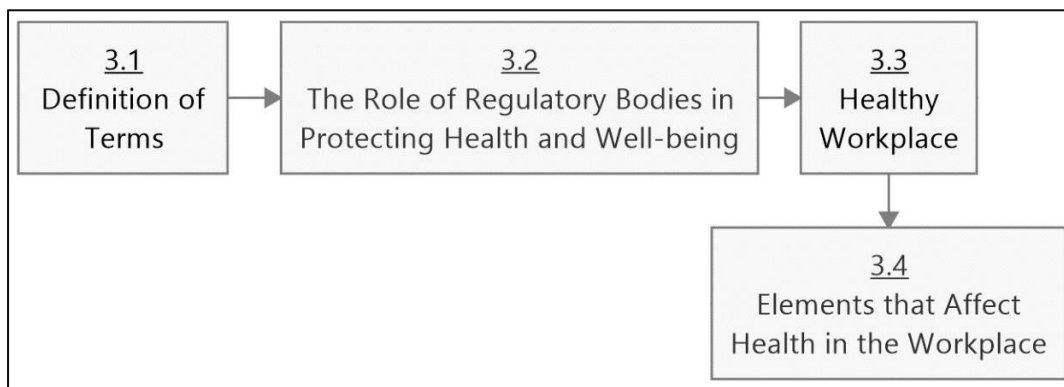 3.1
Definition of
Terms
3.2
The Role of Regulatory Bodies in
Protecting Health and Well-being
3.3
Healthy
Workplace
3.4
Elements that Affect
Health in the Workplace